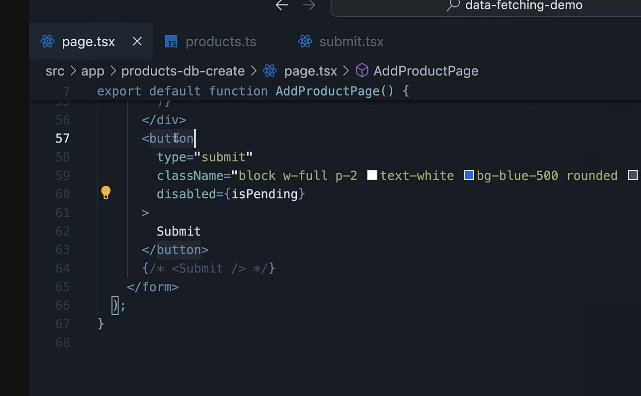 data-fetching-demo
page.tsx products.ts submit.tsx
src > app > products-db-create > page.tsx > AddProductPage
7 export default function AddProductPage() {
55 )}
56 </div>
57 <button
58 type="submit"
59 className="block w-full p-2 text-white bg-blue-500 rounded
60 disabled={isPending}
61 >
62 Submit
63 </button>
64 {/* <Submit /> */}
65 </form>
66 );
67 }
68